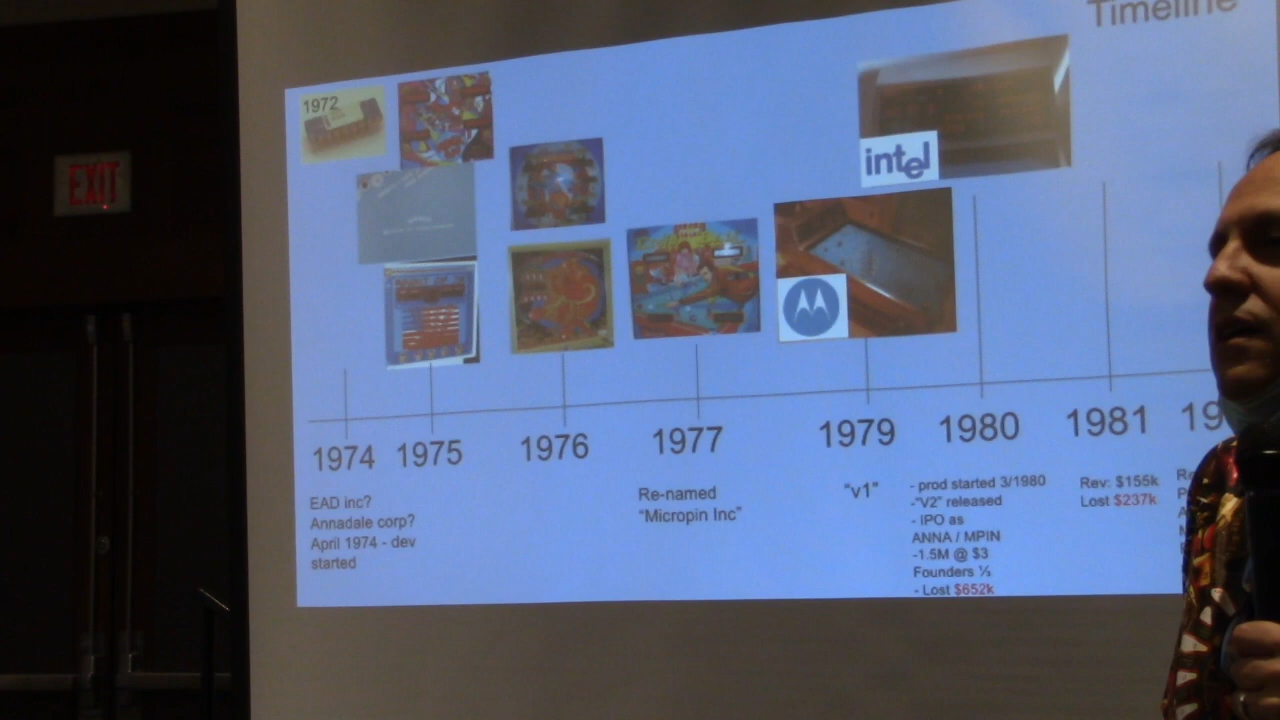 Timeline
1972
EXIT
intel
1974
1975
1976
1977
1979
1980
1981
19
EAD inc?
Annadale corp?
April 1974 - dev
started
Re-named
"Micropin Inc"
"v1"
- prod started 3/1980
-"V2" released
- IPO as
ANNA / MPIN
-1.5M @ $3
Founders ⅓
- Lost $652k
Rev: $155k
Lost $237k